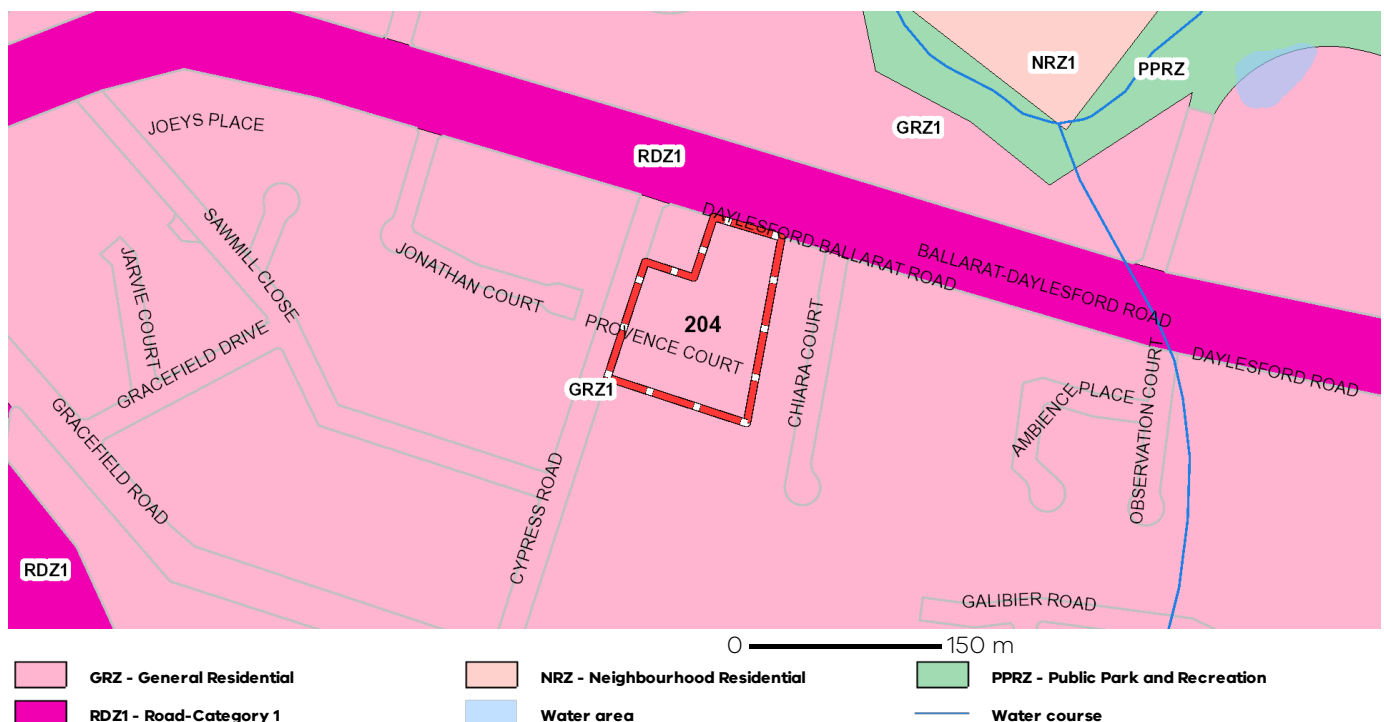 NRZ1
PPRZ
JOEYS PLACE
GRZ1
RDZ1
SAWMILL CLOSE
DAYLESFORD-BALLARAT ROAD
JARVIE COURT
JONATHAN COURT
BALLARAT-DAYLESFORD ROAD
204
PROVENCE COURT
CHIARA COURT
GRACEFIELD DRIVE
DAYLESFORD ROAD
GRZ1
AMBIENCE PLACE
OBSERVATION COURT
GRACEFIELD ROAD
CYPRESS ROAD
RDZ1
GALIBIER ROAD
0 150 m
GRZ - General Residential
NRZ - Neighbourhood Residential
PPRZ - Public Park and Recreation
RDZ1 - Road-Category 1
Water area
Water course